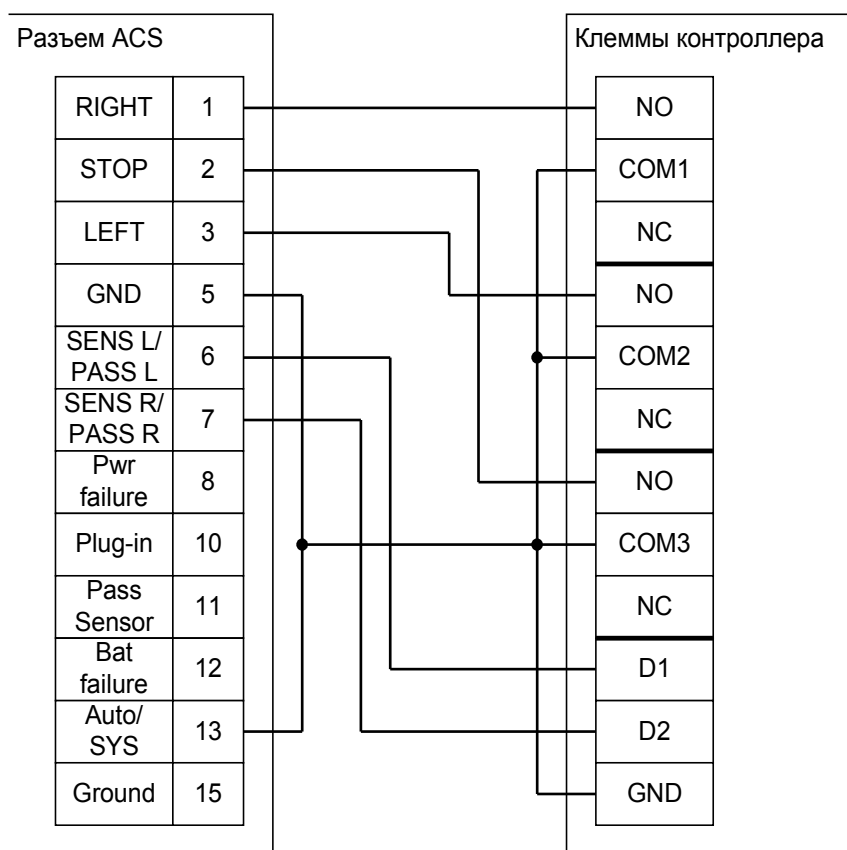 Разъем ACS
RIGHT 1
STOP 2
LEFT 3
GND 5
SENS L/
PASS L 6
SENS R/
PASS R 7
Pwr
failure 8
Plug-in 10
Pass
Sensor 11
Bat
failure 12
Auto/
SYS 13
Ground 15
Клеммы контроллера
NO
COM1
NC
NO
COM2
NC
NO
COM3
NC
D1
D2
GND